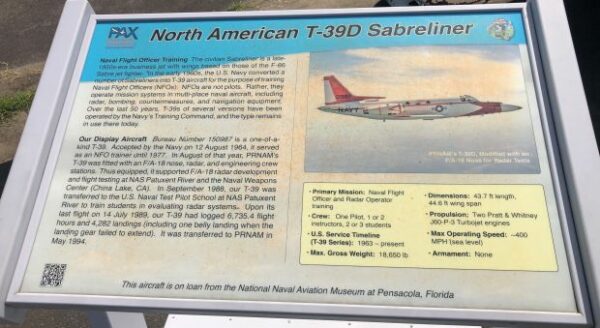 PAX
North American T-39D Sabreliner
Naval Flight Officer Training The civilian Sabreliner is a late-
1950s-era business jet with wings based on those of the F-86
Sabre jet fighter. In the early 1960s, the U.S. Navy converted a
number of Sabreliners into T-39 aircraft for the purpose of training
Naval Flight Officers (NFOs). NFOs are not pilots. Rather, they
operate mission systems in multi-place naval aircraft, including
radar, bombing, countermeasures, and navigation equipment.
Over the last 50 years, T-39s of several versions have been
operated by the Navy's Training Command, and the type remains
in use there today.
Our Display Aircraft Bureau Number 150987 is a one-of-a-
kind T-39. Accepted by the Navy on 12 August 1964, it served
as an NFO trainer until 1977. In August of that year, PRNAM's
T-39 was fitted with an F/A-18 nose, radar, and engineering crew
stations. Thus equipped, it supported F/A-18 radar development
and flight testing at NAS Patuxent River and the Naval Weapons
Center (China Lake, CA). In September 1988, our T-39 was
transferred to the U.S. Naval Test Pilot School at NAS Patuxent
River to train students in evaluating radar systems. Upon its
last flight on 14 July 1989, our T-39 had logged 6,735.4 flight
hours and 4,282 landings (including one belly landing when the
landing gear failed to extend). It was transferred to PRNAM in
May 1994.
NAVY
PRNAM's T-39D, Modified with an
F/A-18 Nose for Radar Tests
• Primary Mission: Naval Flight
Officer and Radar Operator
training
• Crew: One Pilot, 1 or 2
instructors, 2 or 3 students
• U.S. Service Timeline
(T-39 Series): 1963 – present
• Max. Gross Weight: 18,650 lb
• Dimensions: 43.7 ft length,
44.6 ft wing span
• Propulsion: Two Pratt & Whitney
J60-P-3 Turbojet engines
• Max Operating Speed: ~400
MPH (sea level)
• Armament: None
This aircraft is on loan from the National Naval Aviation Museum at Pensacola, Florida